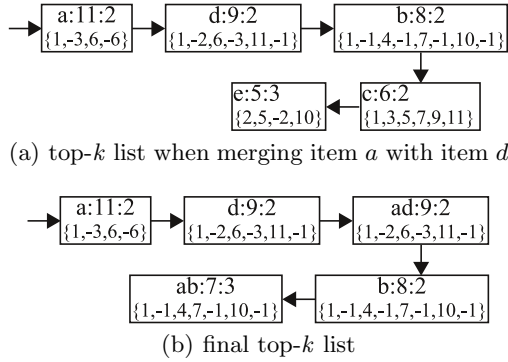 a:11:2 d:9:2 b:8:2
{1,-3,6,-6} {1,-2,6,-3,11,-1} {1,-1,4,-1,7,-1,10,-1}
e:5:3 c:6:2
{2,5,-2,10} {1,3,5,7,9,11}
(a) top-k list when merging item a with item d
a:11:2 d:9:2 ad:9:2
{1,-3,6,-6} {1,-2,6,-3,11,-1} {1,-2,6,-3,11,-1}
ab:7:3 b:8:2
{1,-1,4,7,-1,10,-1} {1,-1,4,-1,7,-1,10,-1}
(b) final top-k list